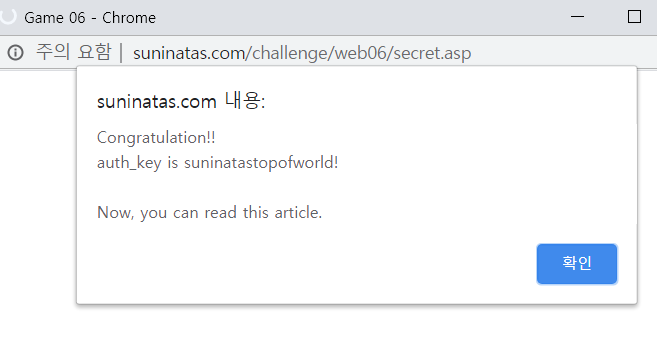 Game 06 - Chrome
주의 요함 | suninatas.com/challenge/web06/secret.asp
suninatas.com 내용:
Congratulation!!
auth_key is suninatastopofworld!
Now, you can read this article.
확인